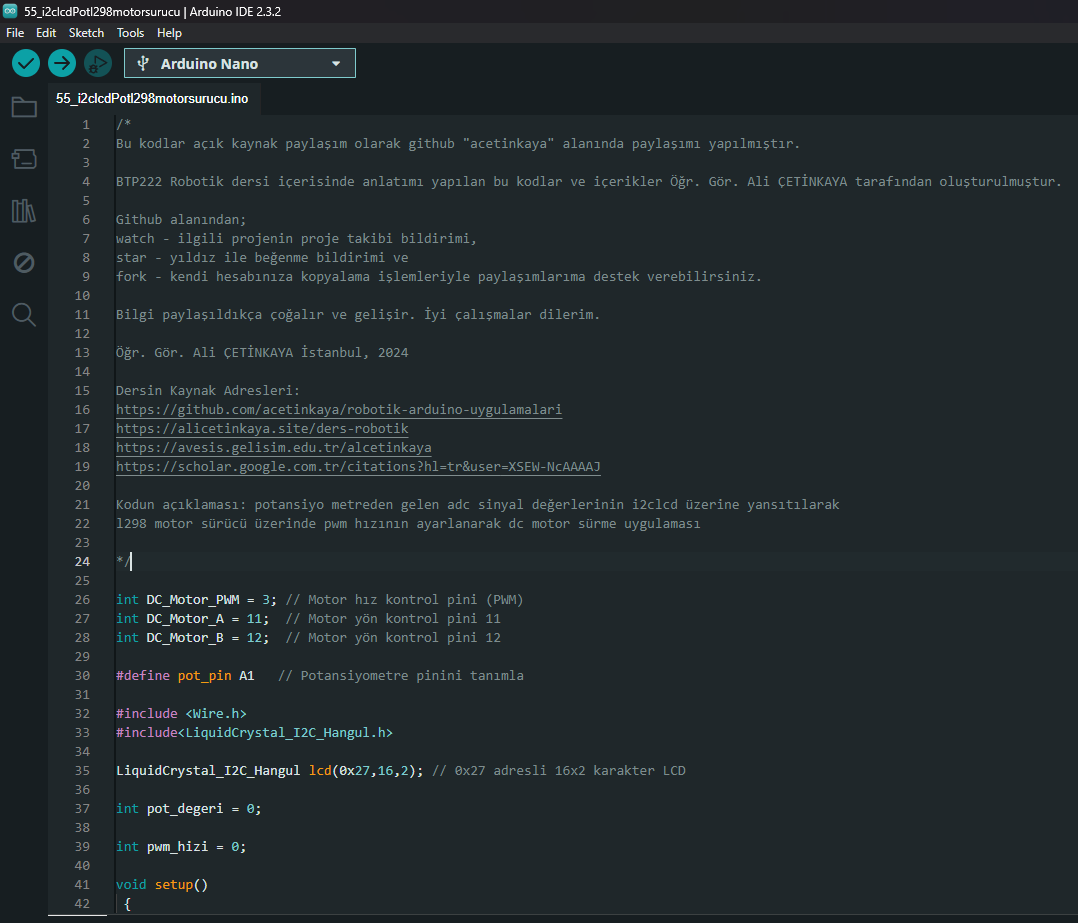 55_i2clcdPotl298motorsurucu | Arduino IDE 2.3.2
File Edit Sketch Tools Help
Arduino Nano
55_i2clcdPotl298motorsurucu.ino
1 /*
2 Bu kodlar açık kaynak paylaşım olarak github "acetinkaya" alanında paylaşımı yapılmıştır.
3
4 BTP222 Robotik dersi içerisinde anlatımı yapılan bu kodlar ve içerikler Öğr. Gör. Ali ÇETİNKAYA tarafından oluşturulmuştur.
5
6 Github alanından;
7 watch - ilgili projenin proje takibi bildirimi,
8 star - yıldız ile beğenme bildirimi ve
9 fork - kendi hesabınıza kopyalama işlemleriyle paylaşımlarıma destek verebilirsiniz.
10
11 Bilgi paylaşıldıkça çoğalır ve gelişir. İyi çalışmalar dilerim.
12
13 Öğr. Gör. Ali ÇETİNKAYA İstanbul, 2024
14
15 Dersin Kaynak Adresleri:
16 https://github.com/acetinkaya/robotik-arduino-uygulamalari
17 https://alicetinkaya.site/ders-robotik
18 https://avesis.gelisim.edu.tr/alcetinkaya
19 https://scholar.google.com.tr/citations?hl=tr&user=XSEW-NcAAAAJ
20
21 Kodun açıklaması: potansiyo metreden gelen adc sinyal değerlerinin i2clcd üzerine yansıtılarak
22 l298 motor sürücü üzerinde pwm hızının ayarlanarak dc motor sürme uygulaması
23
24 */
25
26 int DC_Motor_PWM = 3; // Motor hız kontrol pini (PWM)
27 int DC_Motor_A = 11; // Motor yön kontrol pini 11
28 int DC_Motor_B = 12; // Motor yön kontrol pini 12
29
30 #define pot_pin A1 // Potansiyometre pinini tanımla
31
32 #include <Wire.h>
33 #include<LiquidCrystal_I2C_Hangul.h>
34
35 LiquidCrystal_I2C_Hangul lcd(0x27,16,2); // 0x27 adresli 16x2 karakter LCD
36
37 int pot_degeri = 0;
38
39 int pwm_hizi = 0;
40
41 void setup()
42 {